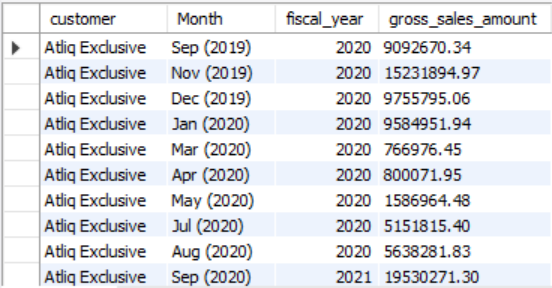 customer Month fiscal_year gross_sales_amount
Atliq Exclusive Sep (2019) 2020 9092670.34
Atliq Exclusive Nov (2019) 2020 15231894.97
Atliq Exclusive Dec (2019) 2020 9755795.06
Atliq Exclusive Jan (2020) 2020 9584951.94
Atliq Exclusive Mar (2020) 2020 766976.45
Atliq Exclusive Apr (2020) 2020 800071.95
Atliq Exclusive May (2020) 2020 1586964.48
Atliq Exclusive Jul (2020) 2020 5151815.40
Atliq Exclusive Aug (2020) 2020 5638281.83
Atliq Exclusive Sep (2020) 2021 19530271.30